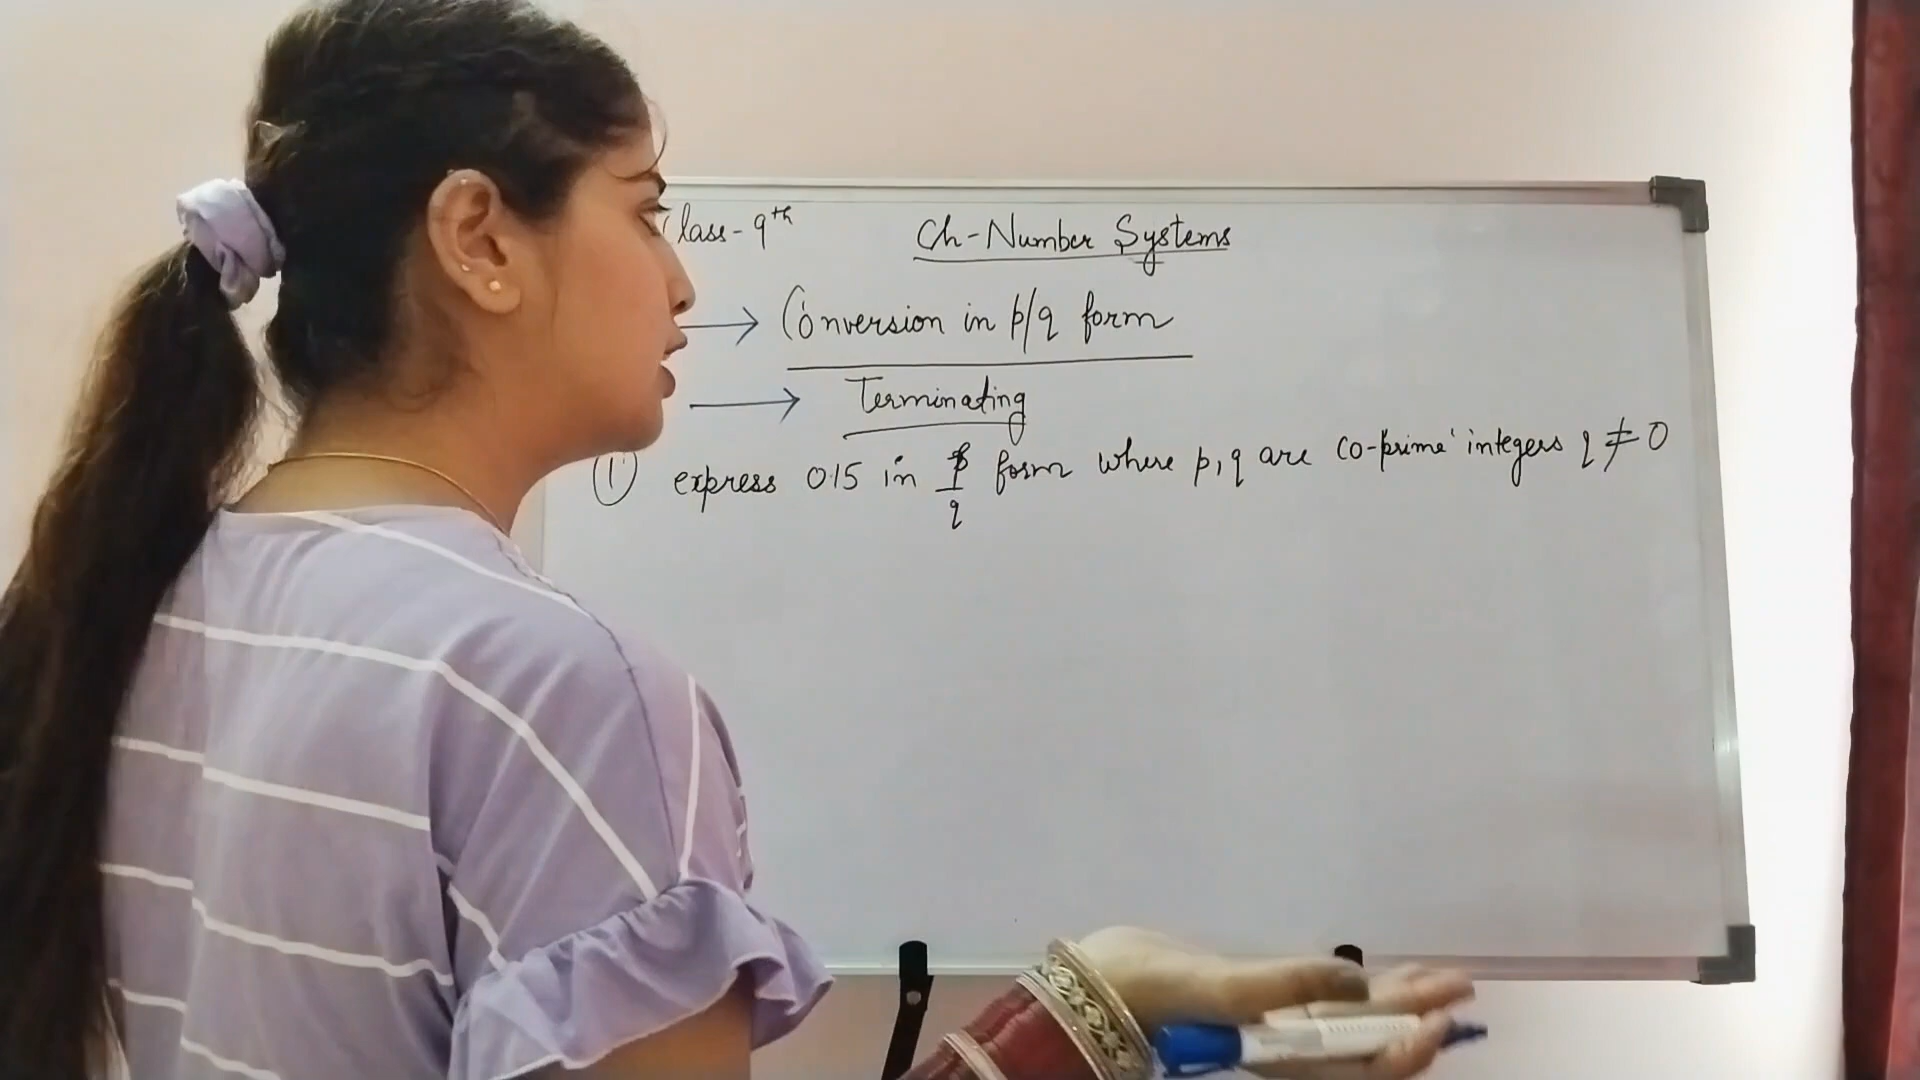 Class-9th
Ch-Number Systems
→ Conversion in p/q form
→ Terminating
① express 0.15 in p/q form where p, q are co-prime integers q ≠ 0